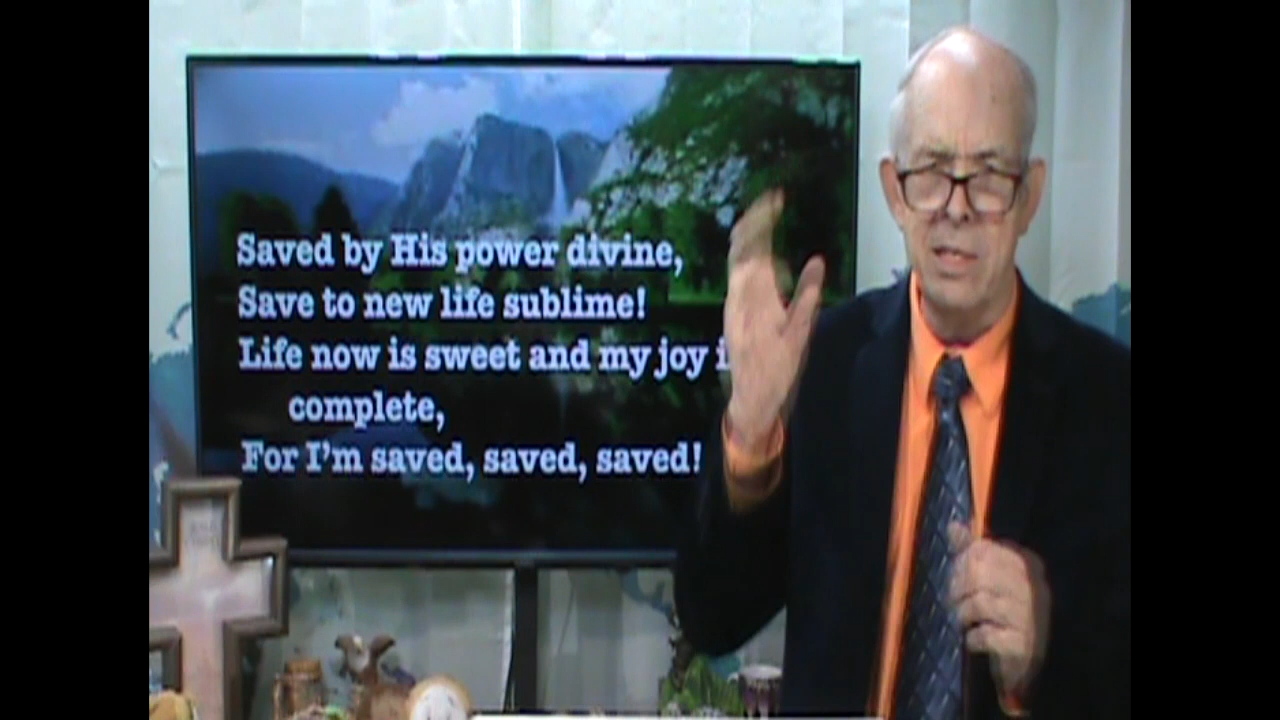 Saved by His power divine,
Save to new life sublime!
Life now is sweet and my joy
complete,
For I'm saved, saved, saved!